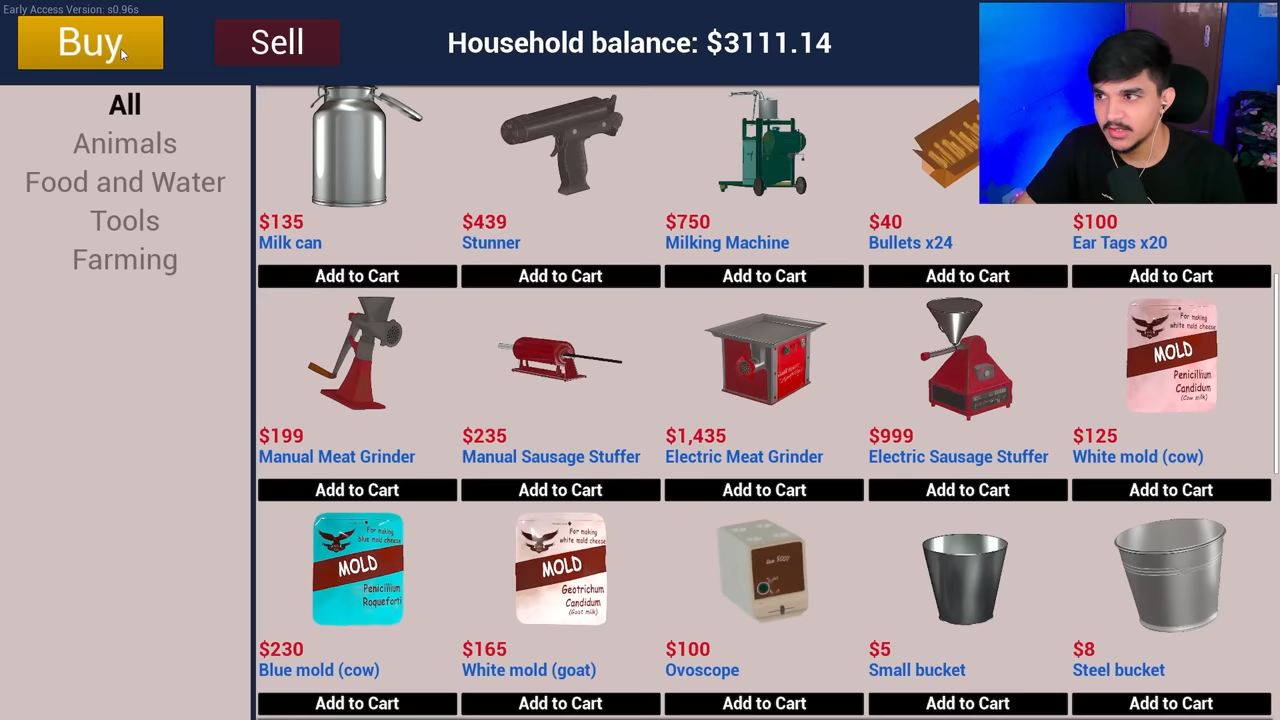 Early Access Version: s0.96s
Buy
Sell
Household balance: $3111.14
All
Animals
Food and Water
Tools
Farming
$135
Milk can
Add to Cart
$439
Stunner
Add to Cart
$750
Milking Machine
Add to Cart
$40
Bullets x24
Add to Cart
$100
Ear Tags x20
Add to Cart
$199
Manual Meat Grinder
Add to Cart
$235
Manual Sausage Stuffer
Add to Cart
$1,435
Electric Meat Grinder
Add to Cart
$999
Electric Sausage Stuffer
Add to Cart
For making
white mold cheese
MOLD
Penicillium
Candidum
(Cow milk)
$125
White mold (cow)
Add to Cart
For making
blue mold cheese
MOLD
Penicillium
Roqueforti
$230
Blue mold (cow)
Add to Cart
For making
white mold cheese
MOLD
Geotrichum
Candidum
(Goat milk)
$165
White mold (goat)
Add to Cart
$100
Ovoscope
Add to Cart
$5
Small bucket
Add to Cart
$8
Steel bucket
Add to Cart